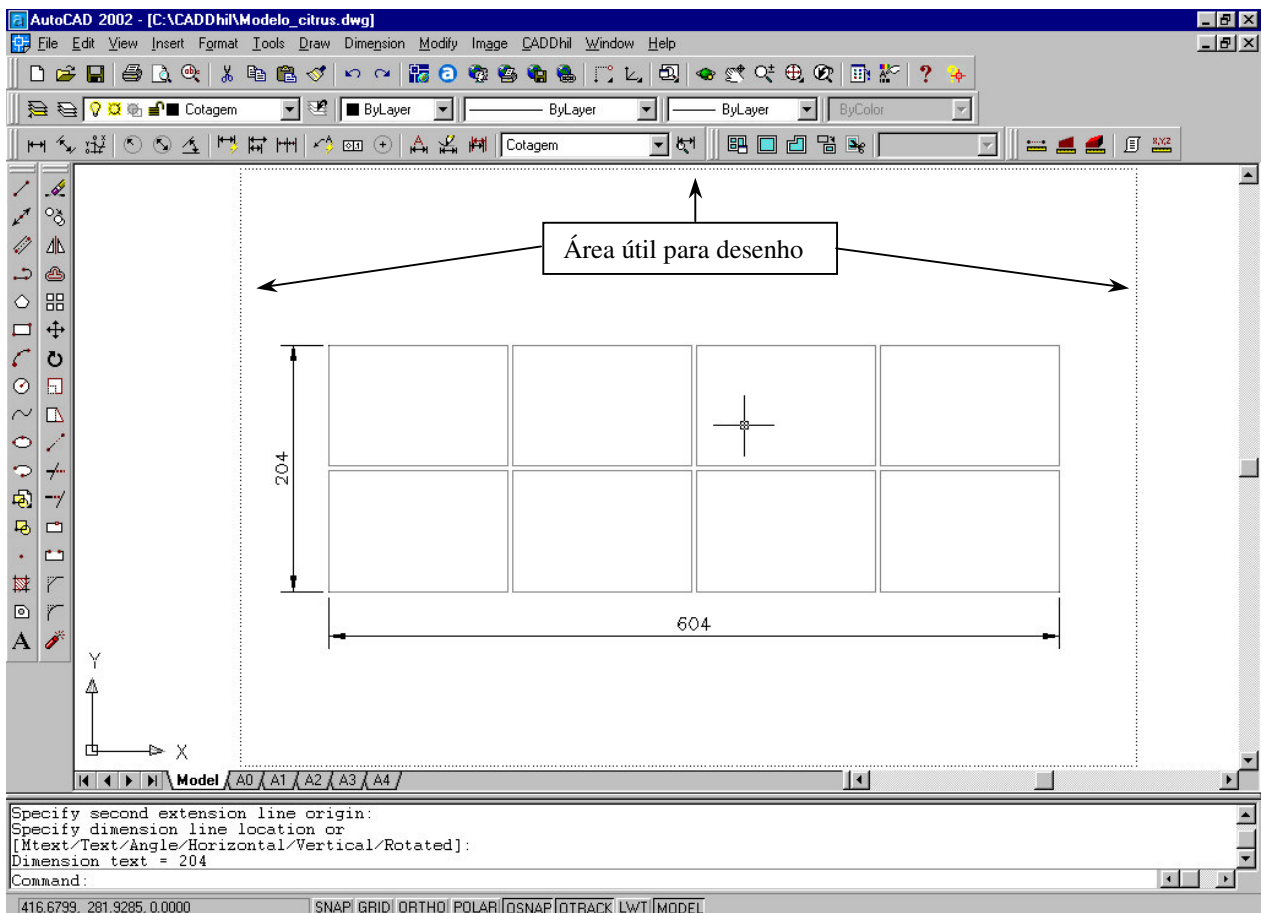 AutoCAD 2002 - [C:\CADDhil\Modelo_citrus.dwg]
File Edit View Insert Format Tools Draw Dimension Modify Image CADDhil Window Help
Cotagem ByLayer ByLayer ByLayer ByColor
Cotagem
Área útil para desenho
204
604
Y
X
A
Model A0 A1 A2 A3 A4
Specify second extension line origin:
Specify dimension line location or
[Mtext/Text/Angle/Horizontal/Vertical/Rotated]:
Dimension text = 204
Command:
416.6799, 281.9285, 0.0000 SNAP GRID ORTHO POLAR OSNAP OTRACK LWT MODEL